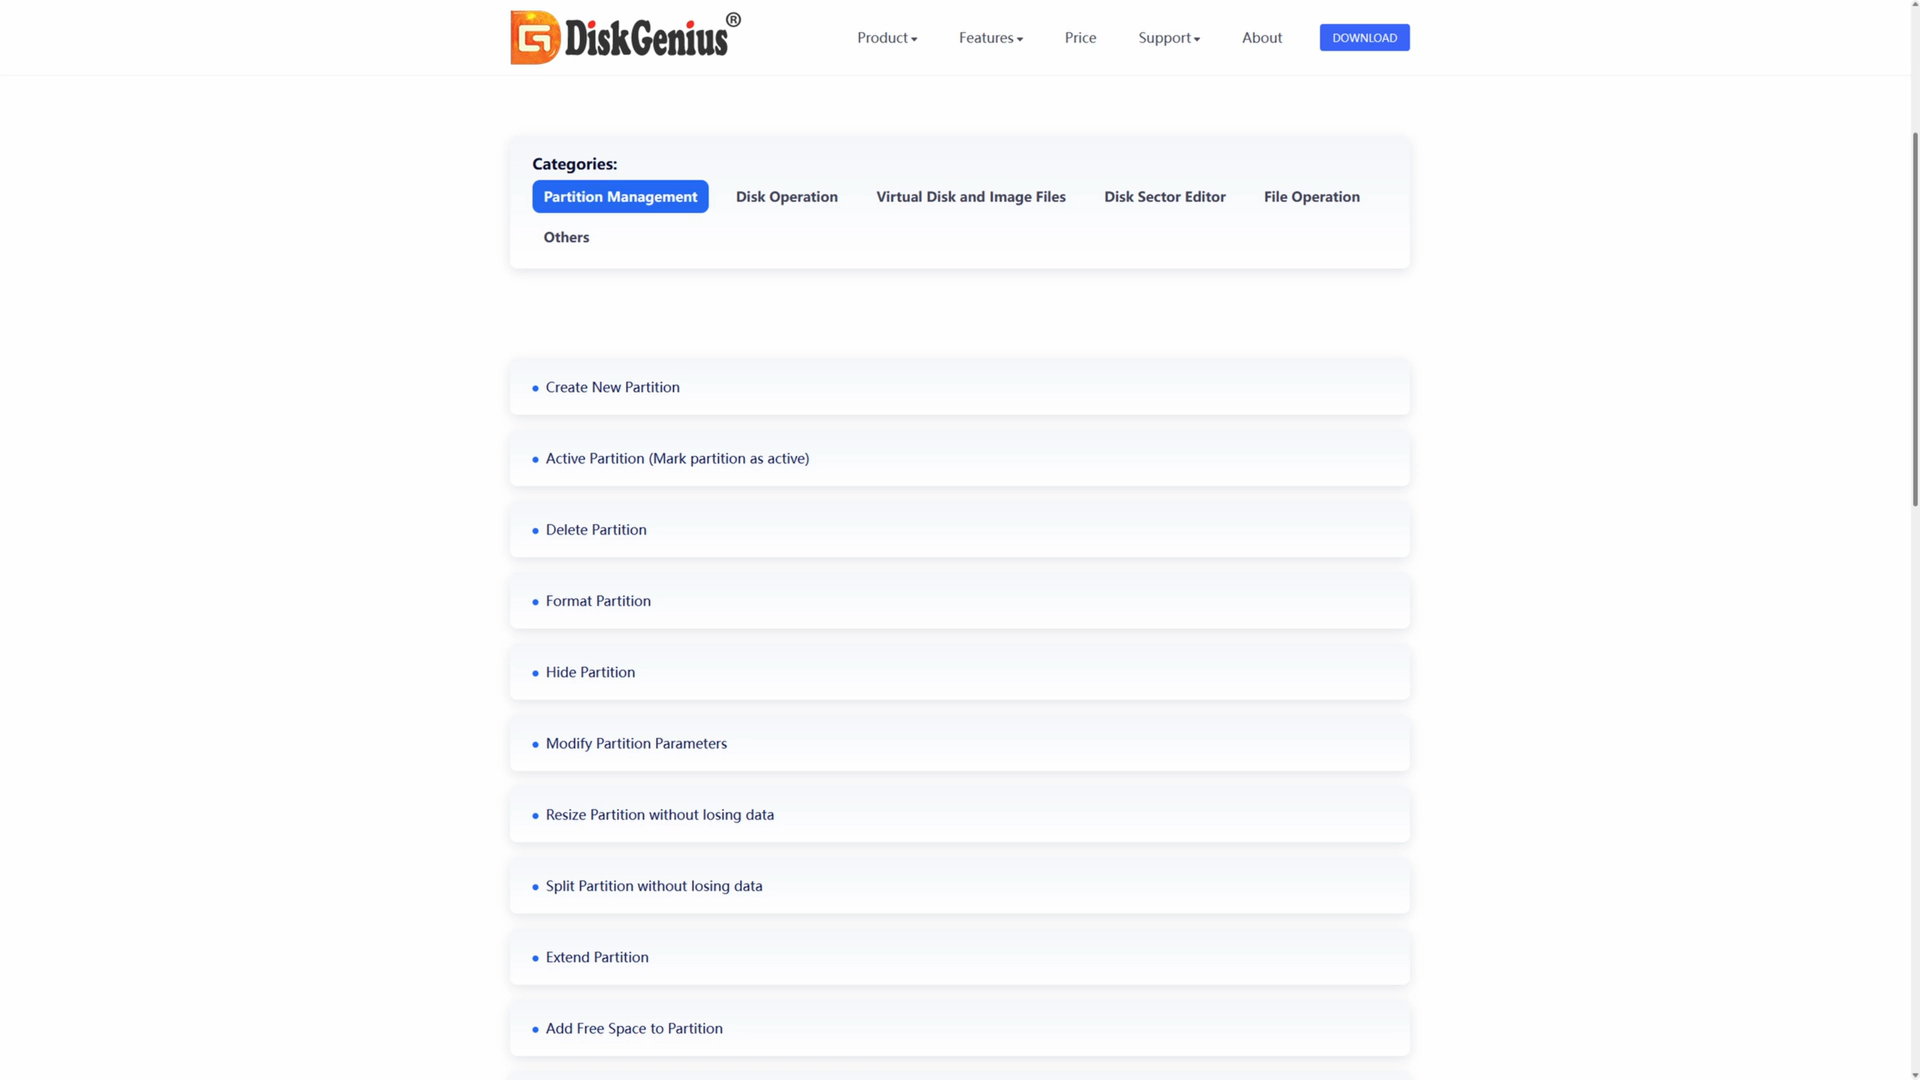 DiskGenius®
Product Features Price Support About DOWNLOAD
Categories:
Partition Management Disk Operation Virtual Disk and Image Files Disk Sector Editor File Operation
Others
Create New Partition
Active Partition (Mark partition as active)
Delete Partition
Format Partition
Hide Partition
Modify Partition Parameters
Resize Partition without losing data
Split Partition without losing data
Extend Partition
Add Free Space to Partition